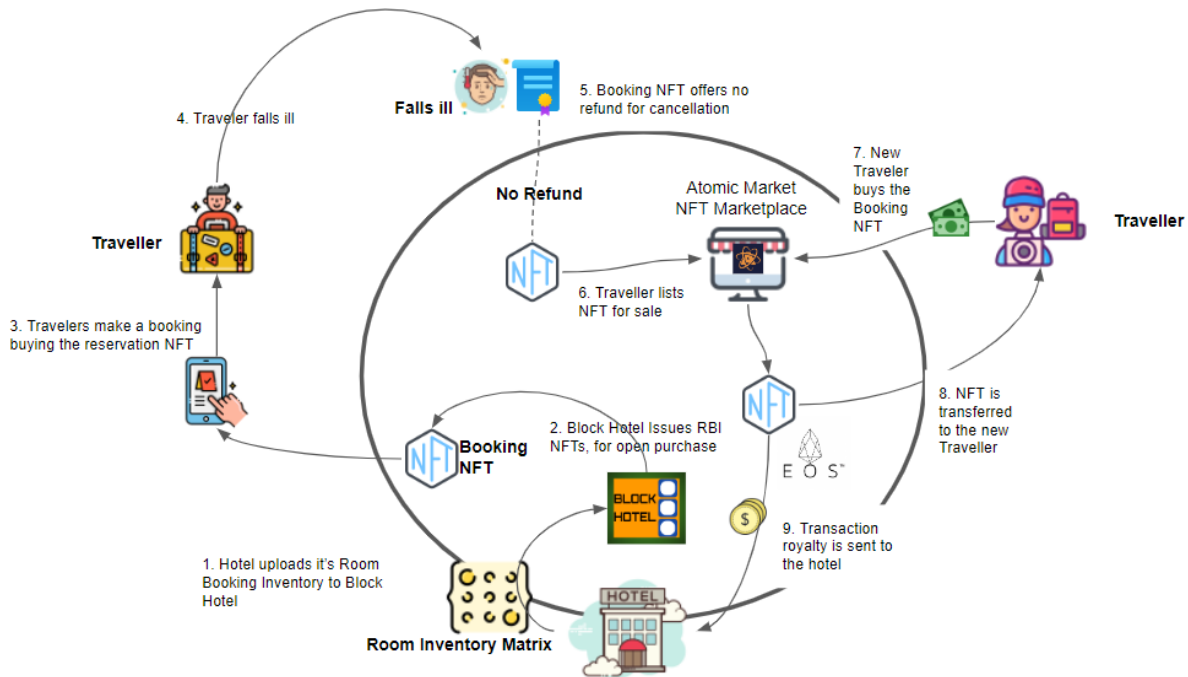 4. Traveler falls ill
Falls ill
5. Booking NFT offers no
refund for cancellation
No Refund
Atomic Market
NFT Marketplace
7. New
Traveler
buys the
Booking
NFT
Traveller
Traveller
NFT
6. Traveller lists
NFT for sale
3. Travelers make a booking
buying the reservation NFT
NFT
8. NFT is
transferred
to the new
Traveller
2. Block Hotel Issues RBI
NFTs, for open purchase
NFT
Booking
NFT
EOS
BLOCK
HOTEL
$
9. Transaction
royalty is sent to
the hotel
1. Hotel uploads it's Room
Booking Inventory to Block
Hotel
HOTEL
Room Inventory Matrix